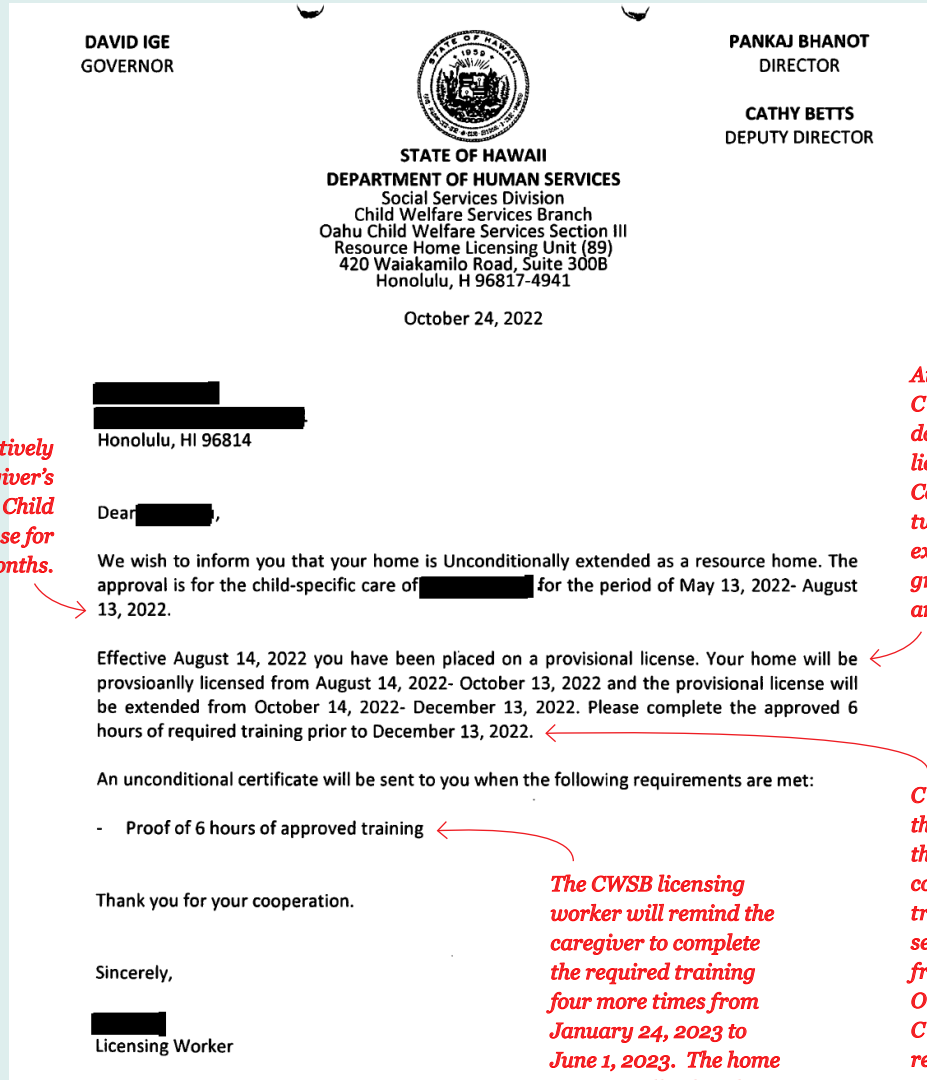 DAVID IGE
GOVERNOR
STATE OF HAWAII
1959
PANKAJ BHANOT
DIRECTOR
CATHY BETTS
DEPUTY DIRECTOR
STATE OF HAWAII
DEPARTMENT OF HUMAN SERVICES
Social Services Division
Child Welfare Services Branch
Oahu Child Welfare Services Section III
Resource Home Licensing Unit (89)
420 Waiakamilo Road, Suite 300B
Honolulu, H 96817-4941
October 24, 2022
Honolulu, HI 96814
Dear ,
We wish to inform you that your home is Unconditionally extended as a resource home. The
approval is for the child-specific care of for the period of May 13, 2022- August
13, 2022.
Effective August 14, 2022 you have been placed on a provisional license. Your home will be
provsioanlly licensed from August 14, 2022- October 13, 2022 and the provisional license will
be extended from October 14, 2022- December 13, 2022. Please complete the approved 6
hours of required training prior to December 13, 2022.
An unconditional certificate will be sent to you when the following requirements are met:
- Proof of 6 hours of approved training
Thank you for your cooperation.
Sincerely,
Licensing Worker
tively
iver's
Child
se for
onths.
The CWSB licensing
worker will remind the
caregiver to complete
the required training
four more times from
January 24, 2023 to
June 1, 2023. The home